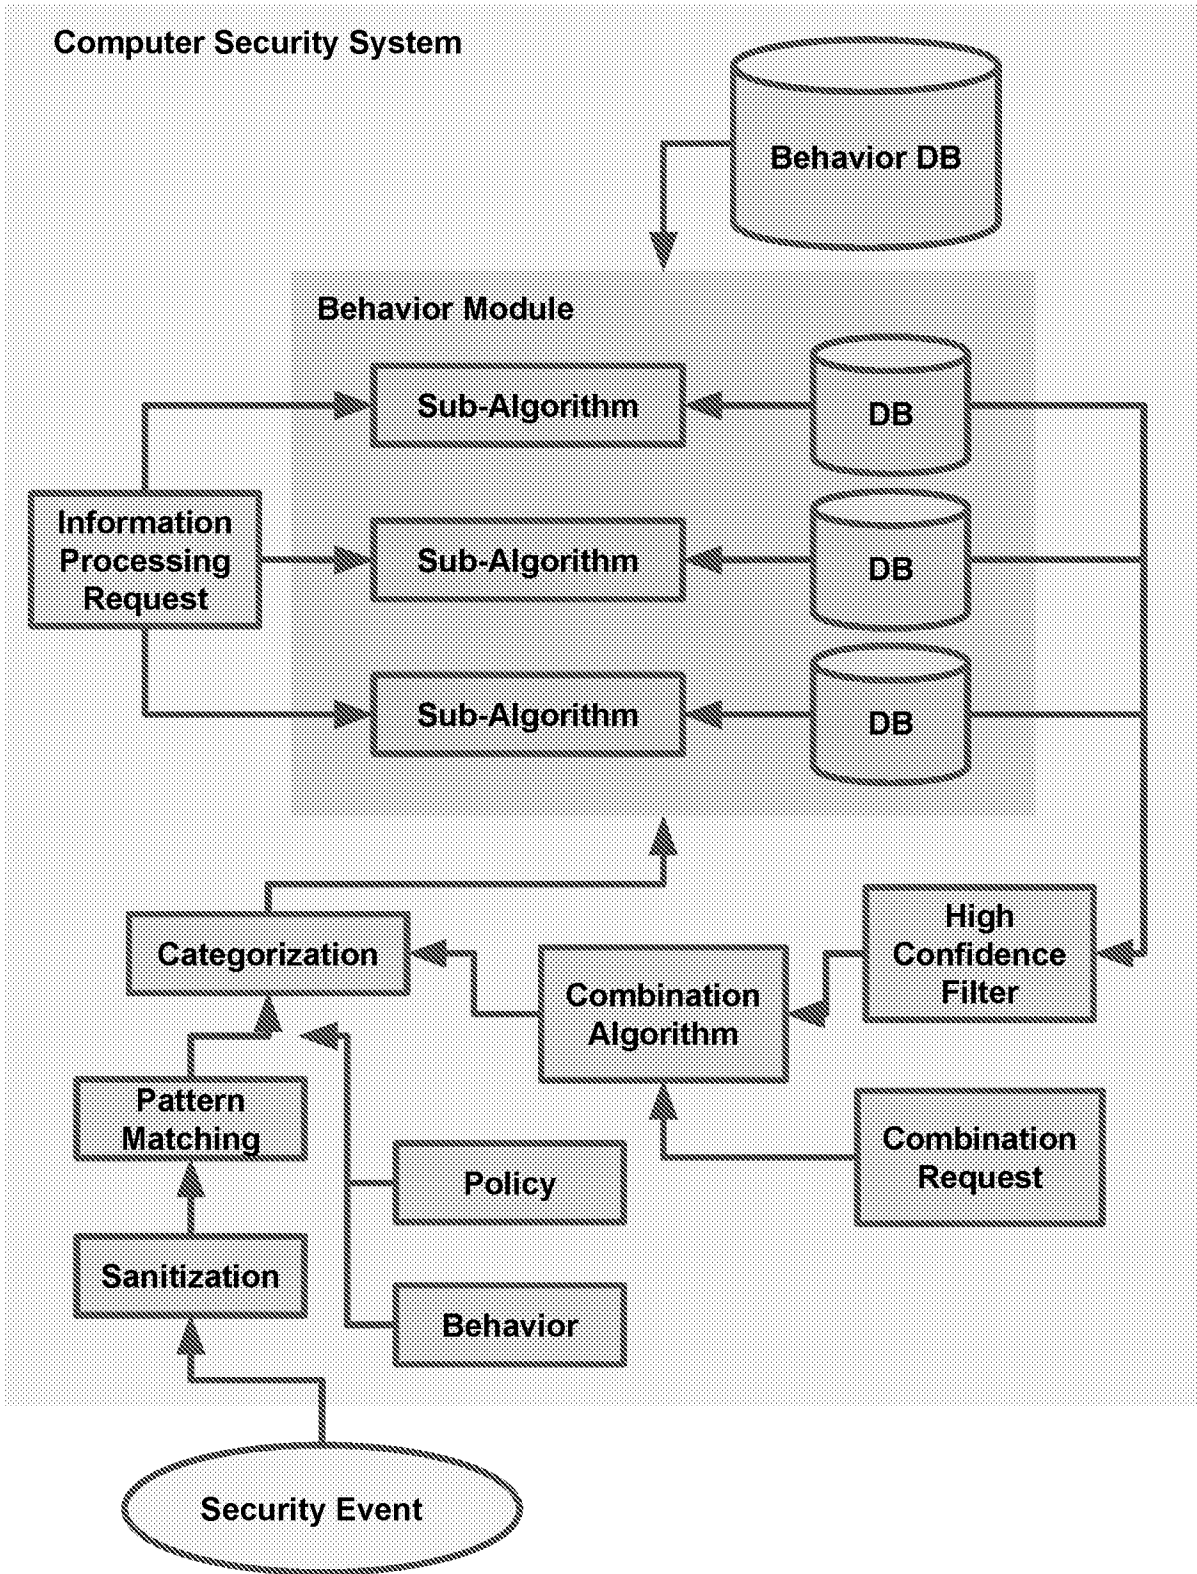 Computer Security System
Behavior DB
Behavior Module
Sub-Algorithm
DB
Information
Processing
Request
Sub-Algorithm
DB
Sub-Algorithm
DB
Categorization
High
Confidence
Filter
Combination
Algorithm
Pattern
Matching
Combination
Request
Policy
Sanitization
Behavior
Security Event